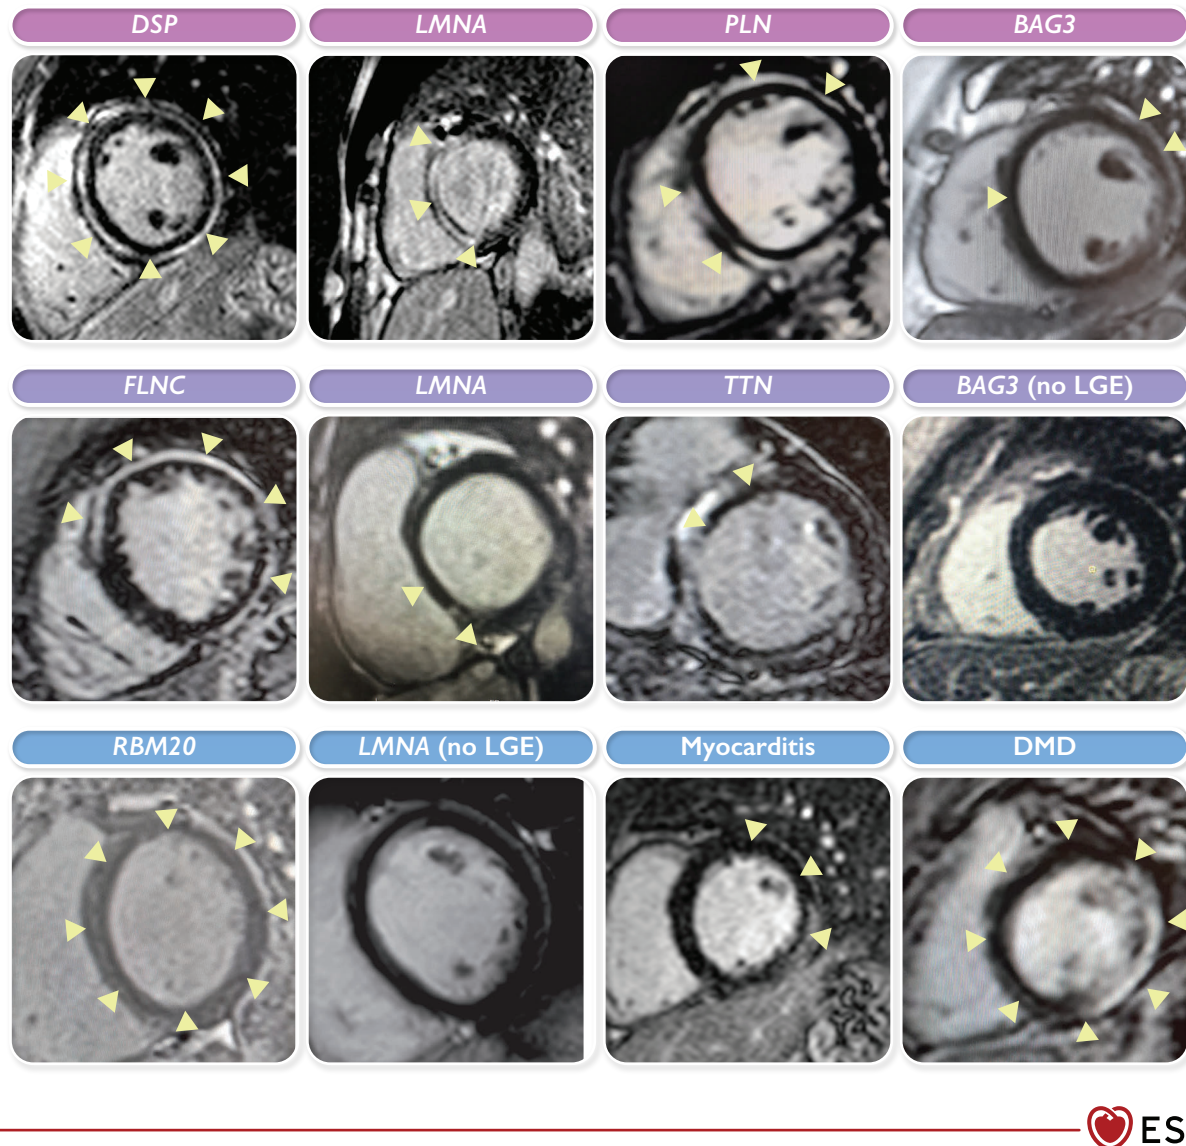 DSP
LMNA
PLN
BAG3
FLNC
LMNA
TTN
BAG3 (no LGE)
RBM20
LMNA (no LGE)
Myocarditis
DMD
ES